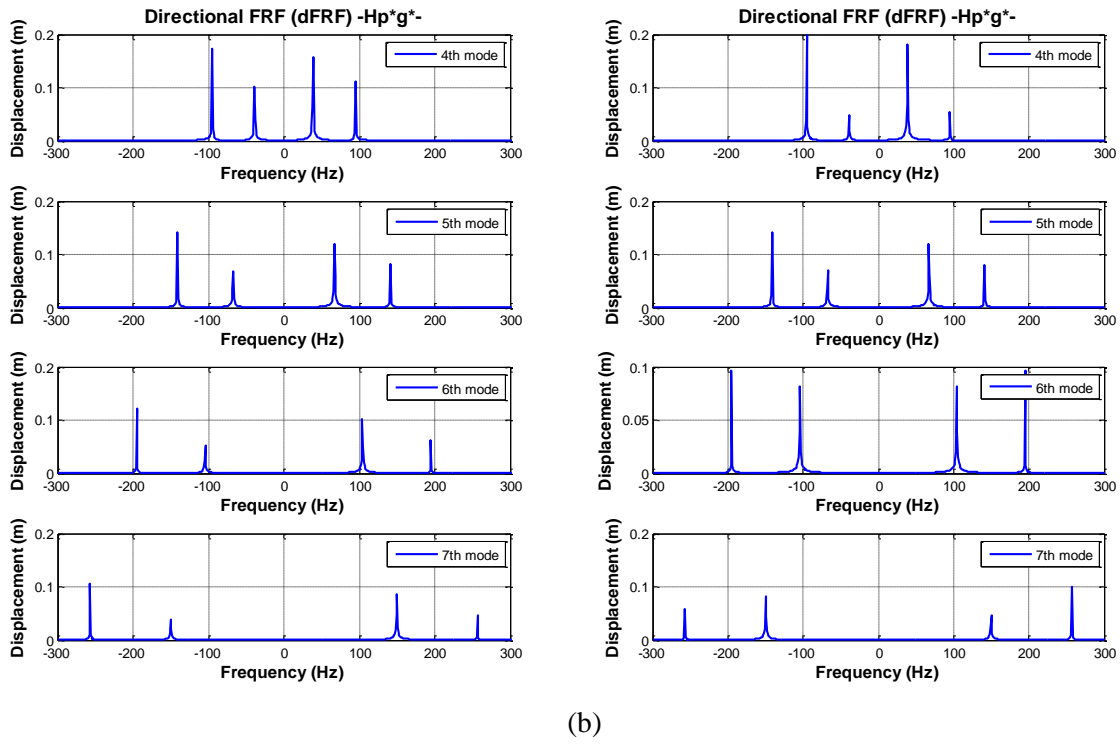 Directional FRF (dFRF) -Hp*g*-
Displacement (m)
0.2
0.1
0
4th mode
-300 -200 -100 0 100 200 300
Frequency (Hz)
Displacement (m)
0.2
0.1
0
5th mode
-300 -200 -100 0 100 200 300
Frequency (Hz)
Displacement (m)
0.2
0.1
0
6th mode
-300 -200 -100 0 100 200 300
Frequency (Hz)
Displacement (m)
0.2
0.1
0
7th mode
-300 -200 -100 0 100 200 300
Frequency (Hz)
Directional FRF (dFRF) -Hp*g*-
Displacement (m)
0.2
0.1
0
4th mode
-300 -200 -100 0 100 200 300
Frequency (Hz)
Displacement (m)
0.2
0.1
0
5th mode
-300 -200 -100 0 100 200 300
Frequency (Hz)
Displacement (m)
0.1
0.05
0
6th mode
-300 -200 -100 0 100 200 300
Frequency (Hz)
Displacement (m)
0.2
0.1
0
7th mode
-300 -200 -100 0 100 200 300
Frequency (Hz)
(b)